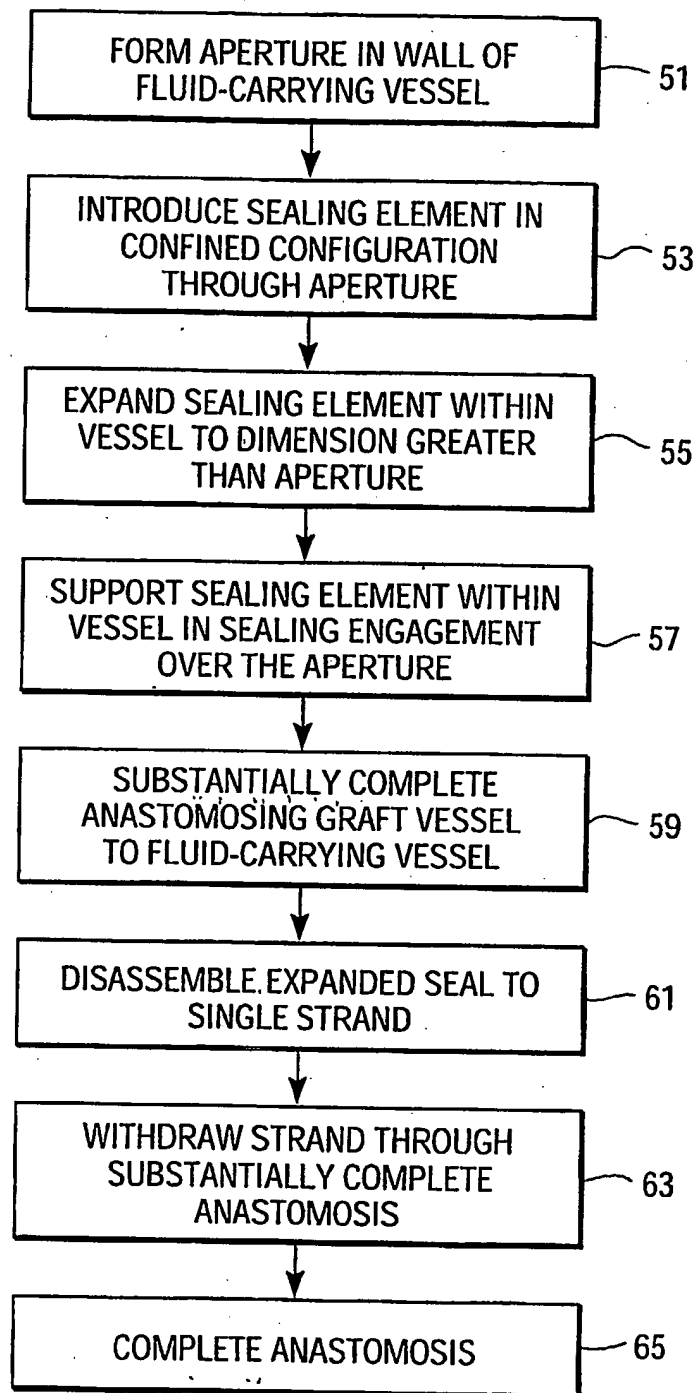 FORM APERTURE IN WALL OF
FLUID-CARRYING VESSEL
51
INTRODUCE SEALING ELEMENT IN
CONFINED CONFIGURATION
THROUGH APERTURE
53
EXPAND SEALING ELEMENT WITHIN
VESSEL TO DIMENSION GREATER
THAN APERTURE
55
SUPPORT SEALING ELEMENT WITHIN
VESSEL IN SEALING ENGAGEMENT
OVER THE APERTURE
57
SUBSTANTIALLY COMPLETE
ANASTOMOSING GRAFT VESSEL
TO FLUID-CARRYING VESSEL
59
DISASSEMBLE EXPANDED SEAL TO
SINGLE STRAND
61
WITHDRAW STRAND THROUGH
SUBSTANTIALLY COMPLETE
ANASTOMOSIS
63
COMPLETE ANASTOMOSIS
65